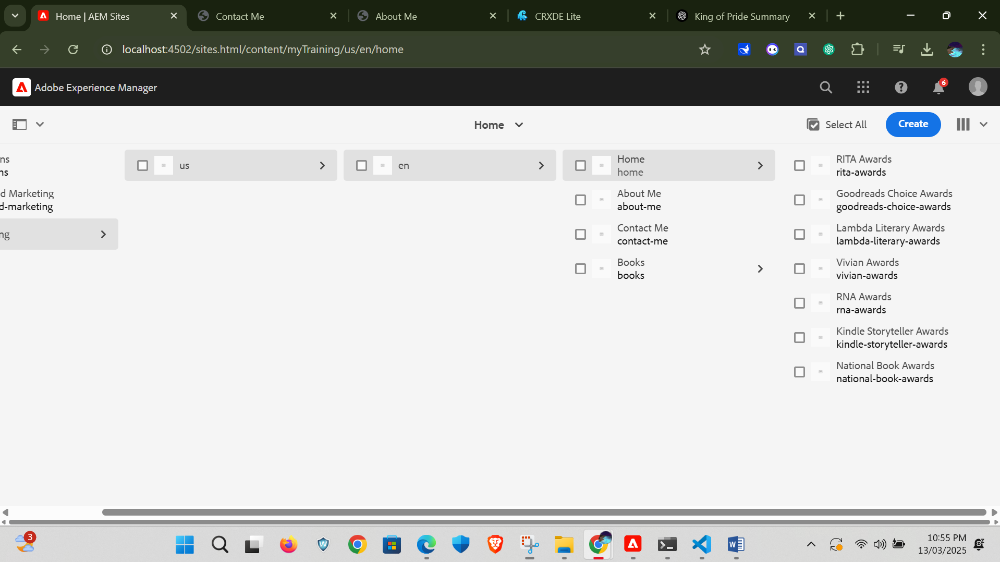 Home | AEM Sites
Contact Me
About Me
CRXDE Lite
King of Pride Summary
localhost:4502/sites.html/content/myTraining/us/en/home
Adobe Experience Manager
6
Home
Select All
Create
ns
ns
d Marketing
d-marketing
ng
us
en
Home
home
About Me
about-me
Contact Me
contact-me
Books
books
RITA Awards
rita-awards
Goodreads Choice Awards
goodreads-choice-awards
Lambda Literary Awards
lambda-literary-awards
Vivian Awards
vivian-awards
RNA Awards
rna-awards
Kindle Storyteller Awards
kindle-storyteller-awards
National Book Awards
national-book-awards
3
10:55 PM
13/03/2025